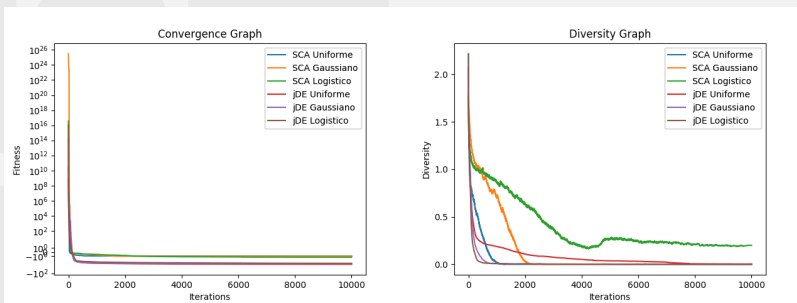 Convergence Graph
10^26
10^24
10^22
10^20
10^18
10^16
10^14
10^12
10^10
10^8
10^6
10^4
10^2
10^0
−10^0
−10^2
Fitness
SCA Uniforme
SCA Gaussiano
SCA Logistico
jDE Uniforme
jDE Gaussiano
jDE Logistico
0 2000 4000 6000 8000 10000
Iterations
Diversity Graph
2.0
1.5
1.0
0.5
0.0
Diversity
SCA Uniforme
SCA Gaussiano
SCA Logistico
jDE Uniforme
jDE Gaussiano
jDE Logistico
0 2000 4000 6000 8000 10000
Iterations